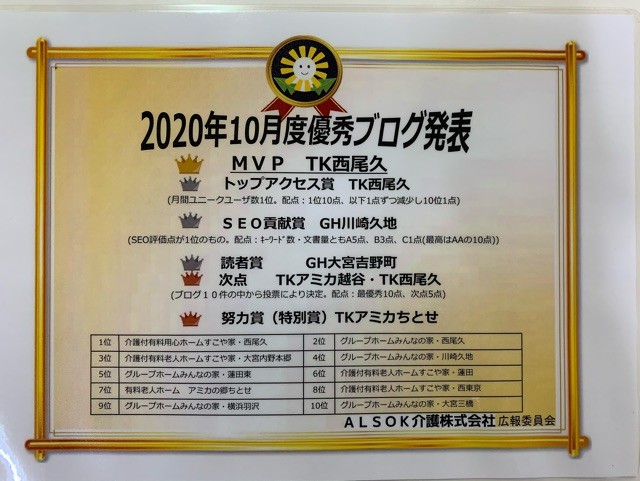 2020年10月度優秀ブログ発表
MVP　TK西尾久
トップアクセス賞　TK西尾久
(月間ユニークユーザ数1位。配点：1位10点、以下1点ずつ減少し10位1点)
SEO貢献賞　GH川崎久地
(SEO評価点が1位のもの。配点：ｷｰﾜｰﾄﾞ数・文書量ともA5点、B3点、C1点(最高はAAの10点))
読者賞　GH大宮吉野町
次点　TKアミカ越谷・TK西尾久
(ブログ10件の中から投票により決定。配点：最優秀10点、次点5点)
努力賞（特別賞）TKアミカちとせ
1位　介護付有料用心ホームすこや家・西尾久　2位　グループホームみんなの家・西尾久
3位　介護付有料老人ホームすこや家・大宮内野本郷　4位　グループホームみんなの家・川崎久地
5位　グループホームみんなの家・蓮田東　6位　介護付有料老人ホームすこや家・蓮田
7位　有料老人ホーム　アミカの郷ちとせ　8位　介護付有料老人ホームすこや家・西東京
9位　グループホームみんなの家・横浜羽沢　10位　グループホームみんなの家・大宮三橋
ALSOK介護株式会社 広報委員会